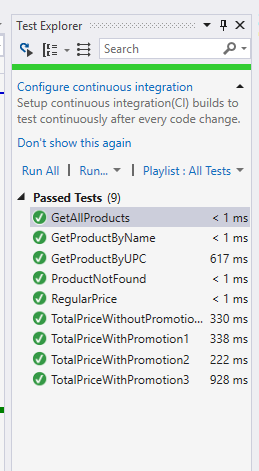 Test Explorer
Search
Configure continuous integration
Setup continuous integration(CI) builds to
test continuously after every code change.
Don't show this again
Run All | Run... | Playlist : All Tests
Passed Tests (9)
GetAllProducts < 1 ms
GetProductByName < 1 ms
GetProductByUPC 617 ms
ProductNotFound < 1 ms
RegularPrice < 1 ms
TotalPriceWithoutPromotio... 330 ms
TotalPriceWithPromotion1 338 ms
TotalPriceWithPromotion2 222 ms
TotalPriceWithPromotion3 928 ms